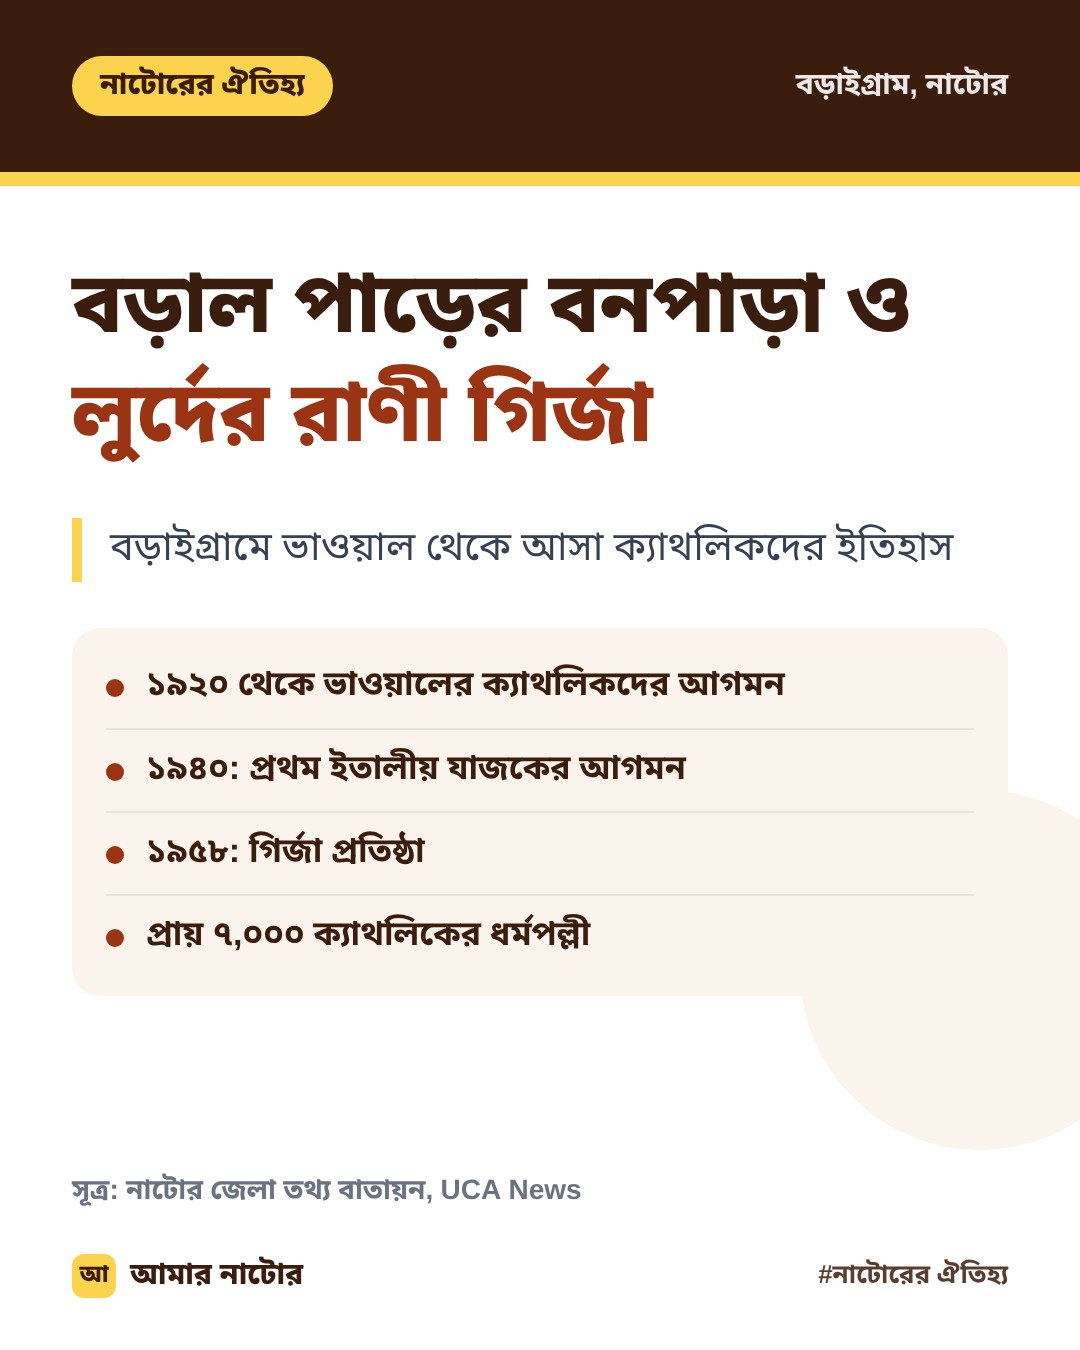 নাটোরের ঐতিহ্য
বড়াইগ্রাম, নাটোর
বড়াল পাড়ের বনপাড়া ও
লুর্দের রাণী গির্জা
বড়াইগ্রামে ভাওয়াল থেকে আসা ক্যাথলিকদের ইতিহাস
১৯২০ থেকে ভাওয়ালের ক্যাথলিকদের আগমন
১৯৪০: প্রথম ইতালীয় যাজকের আগমন
১৯৫৮: গির্জা প্রতিষ্ঠা
প্রায় ৭,০০০ ক্যাথলিকের ধর্মপল্লী
সূত্র: নাটোর জেলা তথ্য বাতায়ন, UCA News
আ আমার নাটোর
#নাটোরের ঐতিহ্য